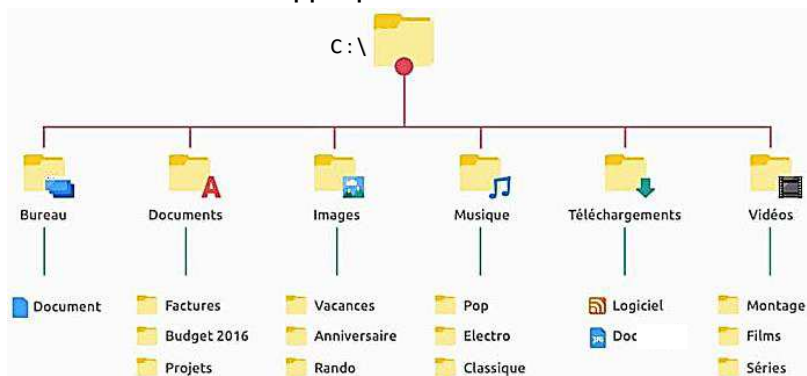 C : \
Bureau Documents Images Musique Téléchargements Vidéos
Document Factures Vacances Pop Logiciel Montage
Budget 2016 Anniversaire Electro Doc Films
Projets Rando Classique Séries